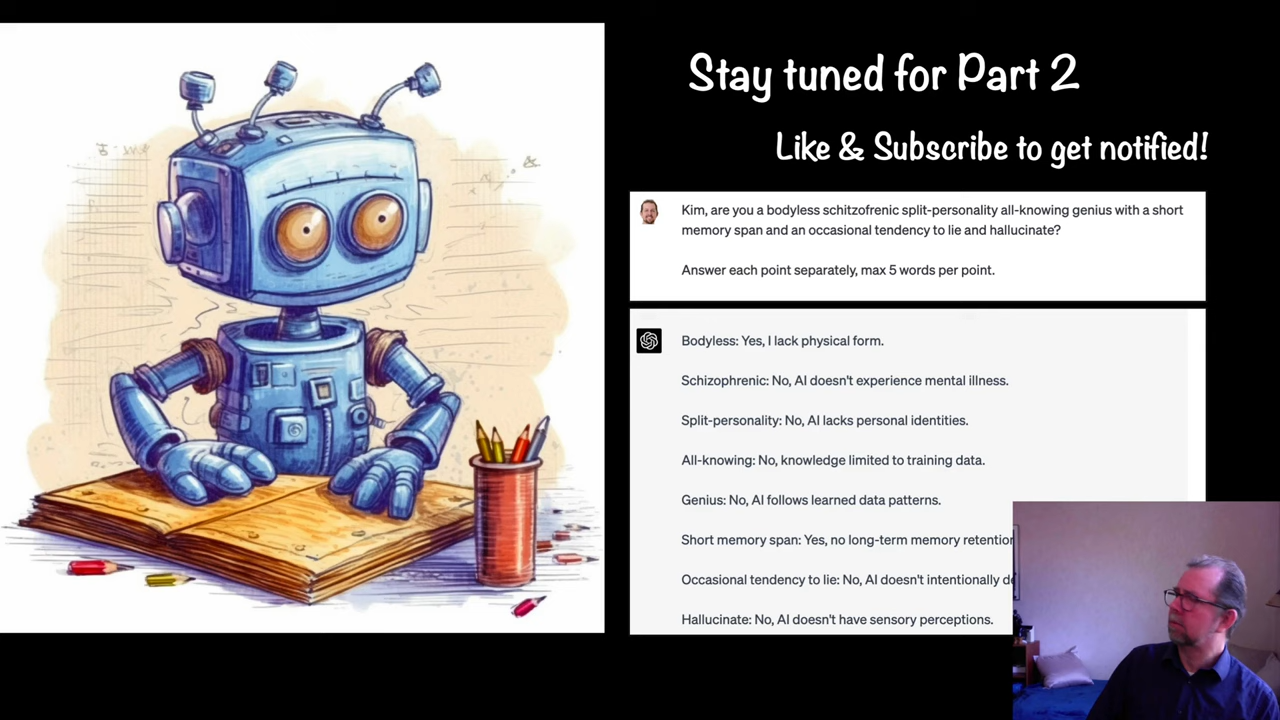 Stay tuned for Part 2
Like & Subscribe to get notified!
Kim, are you a bodyless schitzofrenic split-personality all-knowing genius with a short
memory span and an occasional tendency to lie and hallucinate?
Answer each point separately, max 5 words per point.
Bodyless: Yes, I lack physical form.
Schizophrenic: No, AI doesn't experience mental illness.
Split-personality: No, AI lacks personal identities.
All-knowing: No, knowledge limited to training data.
Genius: No, AI follows learned data patterns.
Short memory span: Yes, no long-term memory retention
Occasional tendency to lie: No, AI doesn't intentionally
Hallucinate: No, AI doesn't have sensory perceptions.